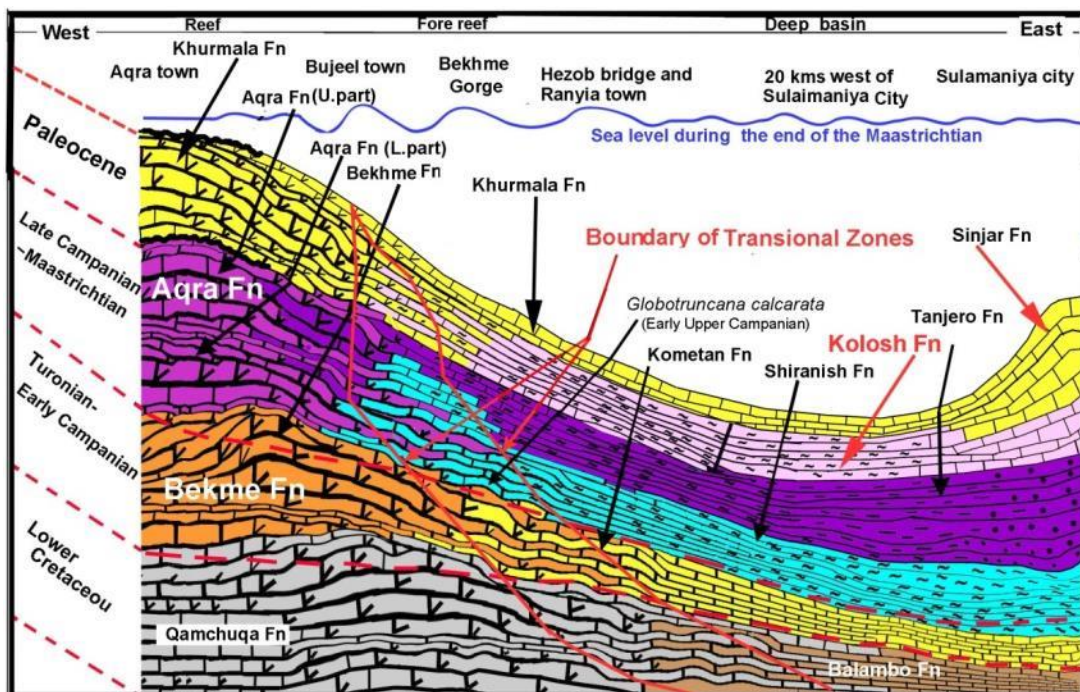 Reef
Fore reef
Deep basin
West
East
Khurmala Fn
Aqra town
Bujeel town
Bekhme
Gorge
Hezob bridge and
Ranyia town
20 kms west of
Sulaimaniya City
Sulamaniya city
Aqra Fn (U.part)
Sea level during the end of the Maastrichtian
Aqra Fn (L.part)
Bekhme Fn
Khurmala Fn
Paleocene
Boundary of Transional Zones
Sinjar Fn
Late Campanian
-Maastrichtian
Aqra Fn
Globotruncana calcarata
(Early Upper Campanian)
Tanjero Fn
Kolosh Fn
Kometan Fn
Shiranish Fn
Turonian-
Early Campanian
Bekme Fn
Lower
Cretaceou
Qamchuqa Fn
Balambo Fn